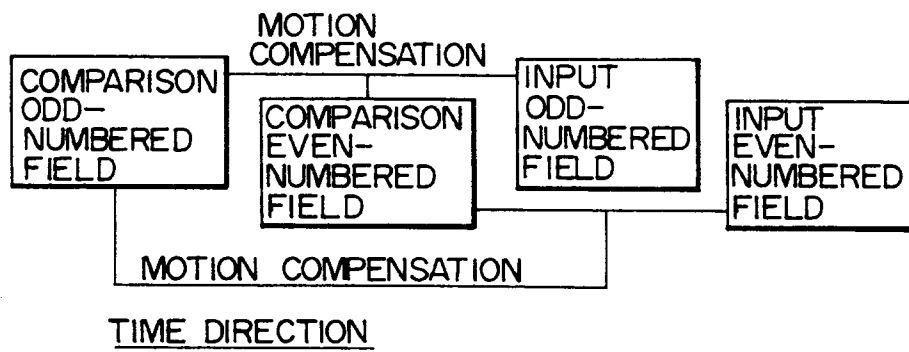 MOTION
COMPENSATION
COMPARISON
ODD-
NUMBERED
FIELD
COMPARISON
EVEN-
NUMBERED
FIELD
INPUT
ODD-
NUMBERED
FIELD
INPUT
EVEN-
NUMBERED
FIELD
MOTION COMPENSATION
TIME DIRECTION